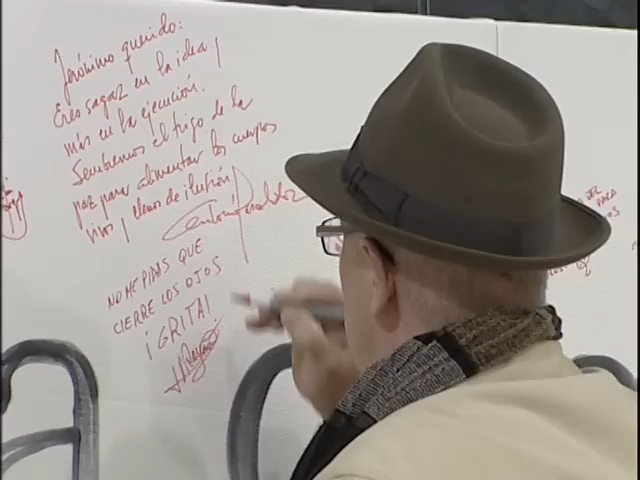 Jerónimo querido:
Eres sagaz en la idea y
más en la ejecución.
Sembremos el trigo de la
paz para alimentar los cuerpos
vivos y llenos de ilusión
NO ME PIDAS QUE
CIERRE LOS OJOS
¡GRITA!